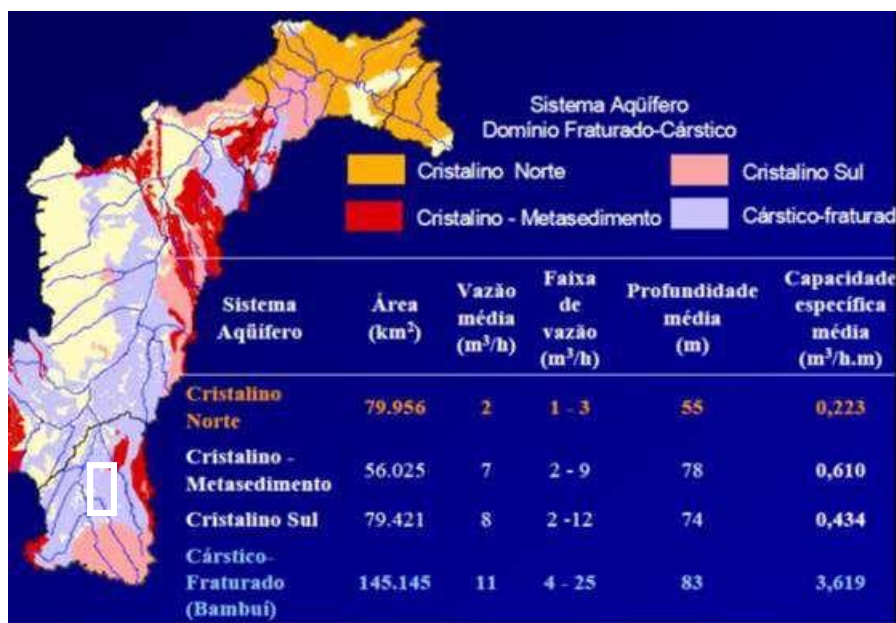 Sistema Aqüífero
Domínio Fraturado-Cárstico
Cristalino Norte
Cristalino Sul
Cristalino - Metasedimento
Cárstico-fraturad
Sistema
Aqüífero
Área
(km²)
Vazão
média
(m³/h)
Faixa
de
vazão
(m³/h)
Profundidade
média
(m)
Capacidade
específica
média
(m³/h.m)
Cristalino
Norte
79.956
2
1 - 3
55
0,223
Cristalino -
Metasedimento
56.025
7
2 - 9
78
0,610
Cristalino Sul
79.421
8
2 -12
74
0,434
Cárstico-
Fraturado
(Bambuí)
145.145
11
4 - 25
83
3,619